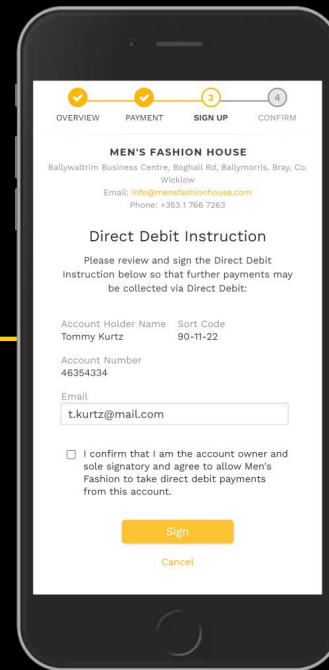 3
4
OVERVIEW PAYMENT SIGN UP CONFIRM
MEN'S FASHION HOUSE
Ballywaltrim Business Centre, Boghall Rd, Ballymorris, Bray, Co.
Wicklow
Email: info@mensfashionhouse.com
Phone: +353 1 766 7263
Direct Debit Instruction
Please review and sign the Direct Debit
Instruction below so that further payments may
be collected via Direct Debit:
Account Holder Name Sort Code
Tommy Kurtz 90-11-22
Account Number
46354334
Email
t.kurtz@mail.com
I confirm that I am the account owner and
sole signatory and agree to allow Men's
Fashion to take direct debit payments
from this account.
Sign
Cancel